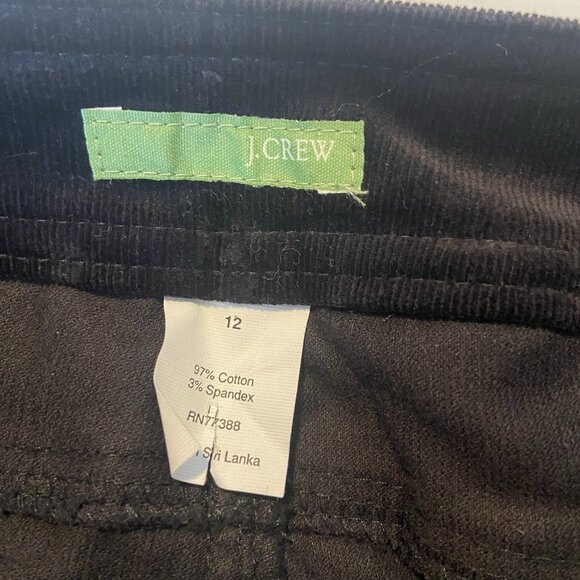 J.CREW
12
97% Cotton
3% Spandex
RN77388
Sri Lanka